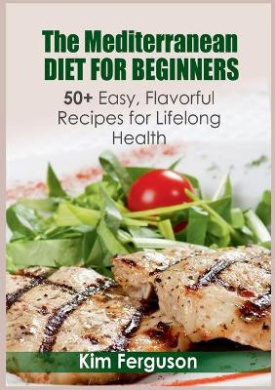 The Mediterranean
DIET FOR BEGINNERS
50+ Easy, Flavorful
Recipes for Lifelong
Health
Kim Ferguson